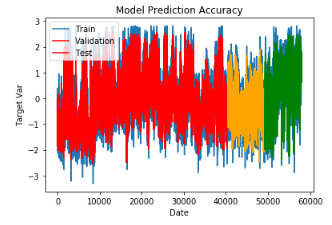 Model Prediction Accuracy
Train
Validation
Test
Target Var
3
2
1
0
−1
−2
−3
0 10000 20000 30000 40000 50000 60000
Date